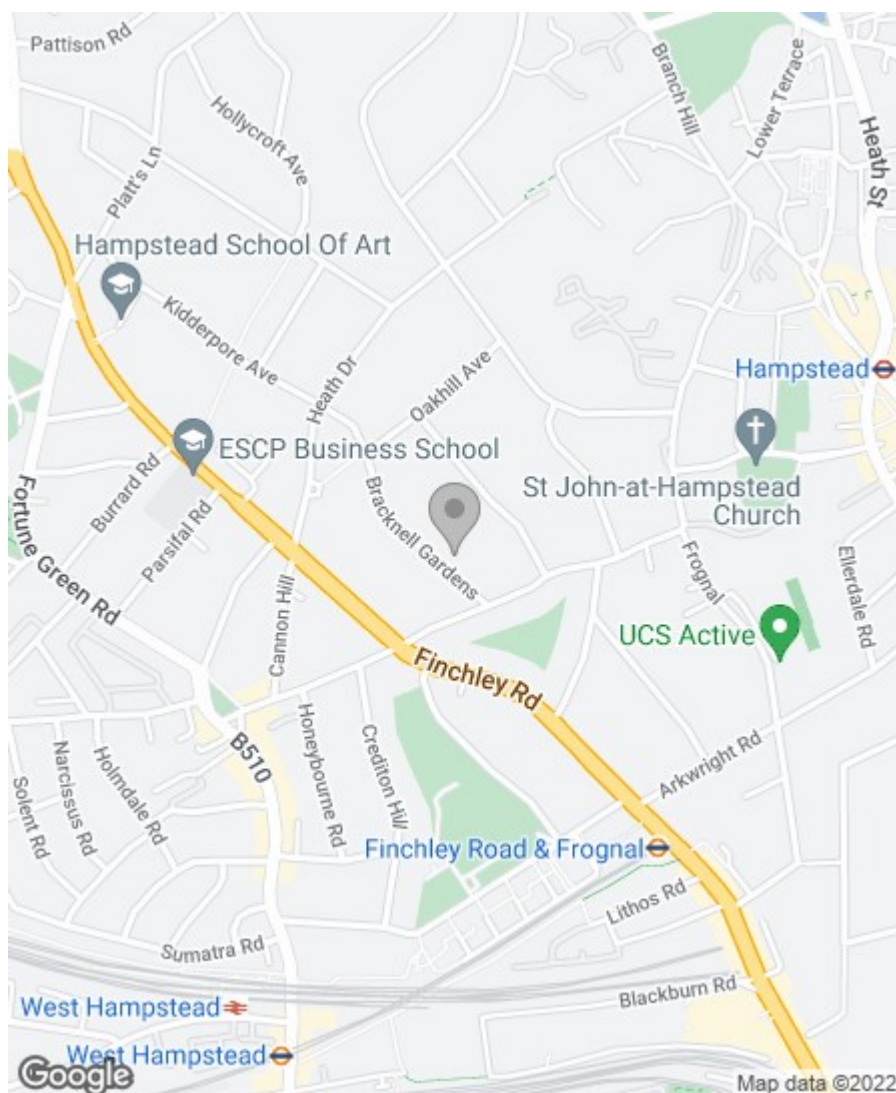 Pattison Rd
Hollycroft Ave
Platt's Ln
Branch Hill
Lower Terrace
Heath St
Hampstead School Of Art
Kidderpore Ave
Heath Dr
Oakhill Ave
Hampstead
ESCP Business School
St John-at-Hampstead
Church
Burrard Rd
Parsifal Rd
Fortune Green Rd
Bracknell Gardens
Frognal
Ellerdale Rd
Cannon Hill
UCS Active
Finchley Rd
B510
Honeybourne Rd
Crediton Hill
Arkwright Rd
Solent Rd
Narcissus Rd
Holmdale Rd
Finchley Road & Frognal
Lithos Rd
Sumatra Rd
Blackburn Rd
West Hampstead
West Hampstead
Google
Map data ©2022